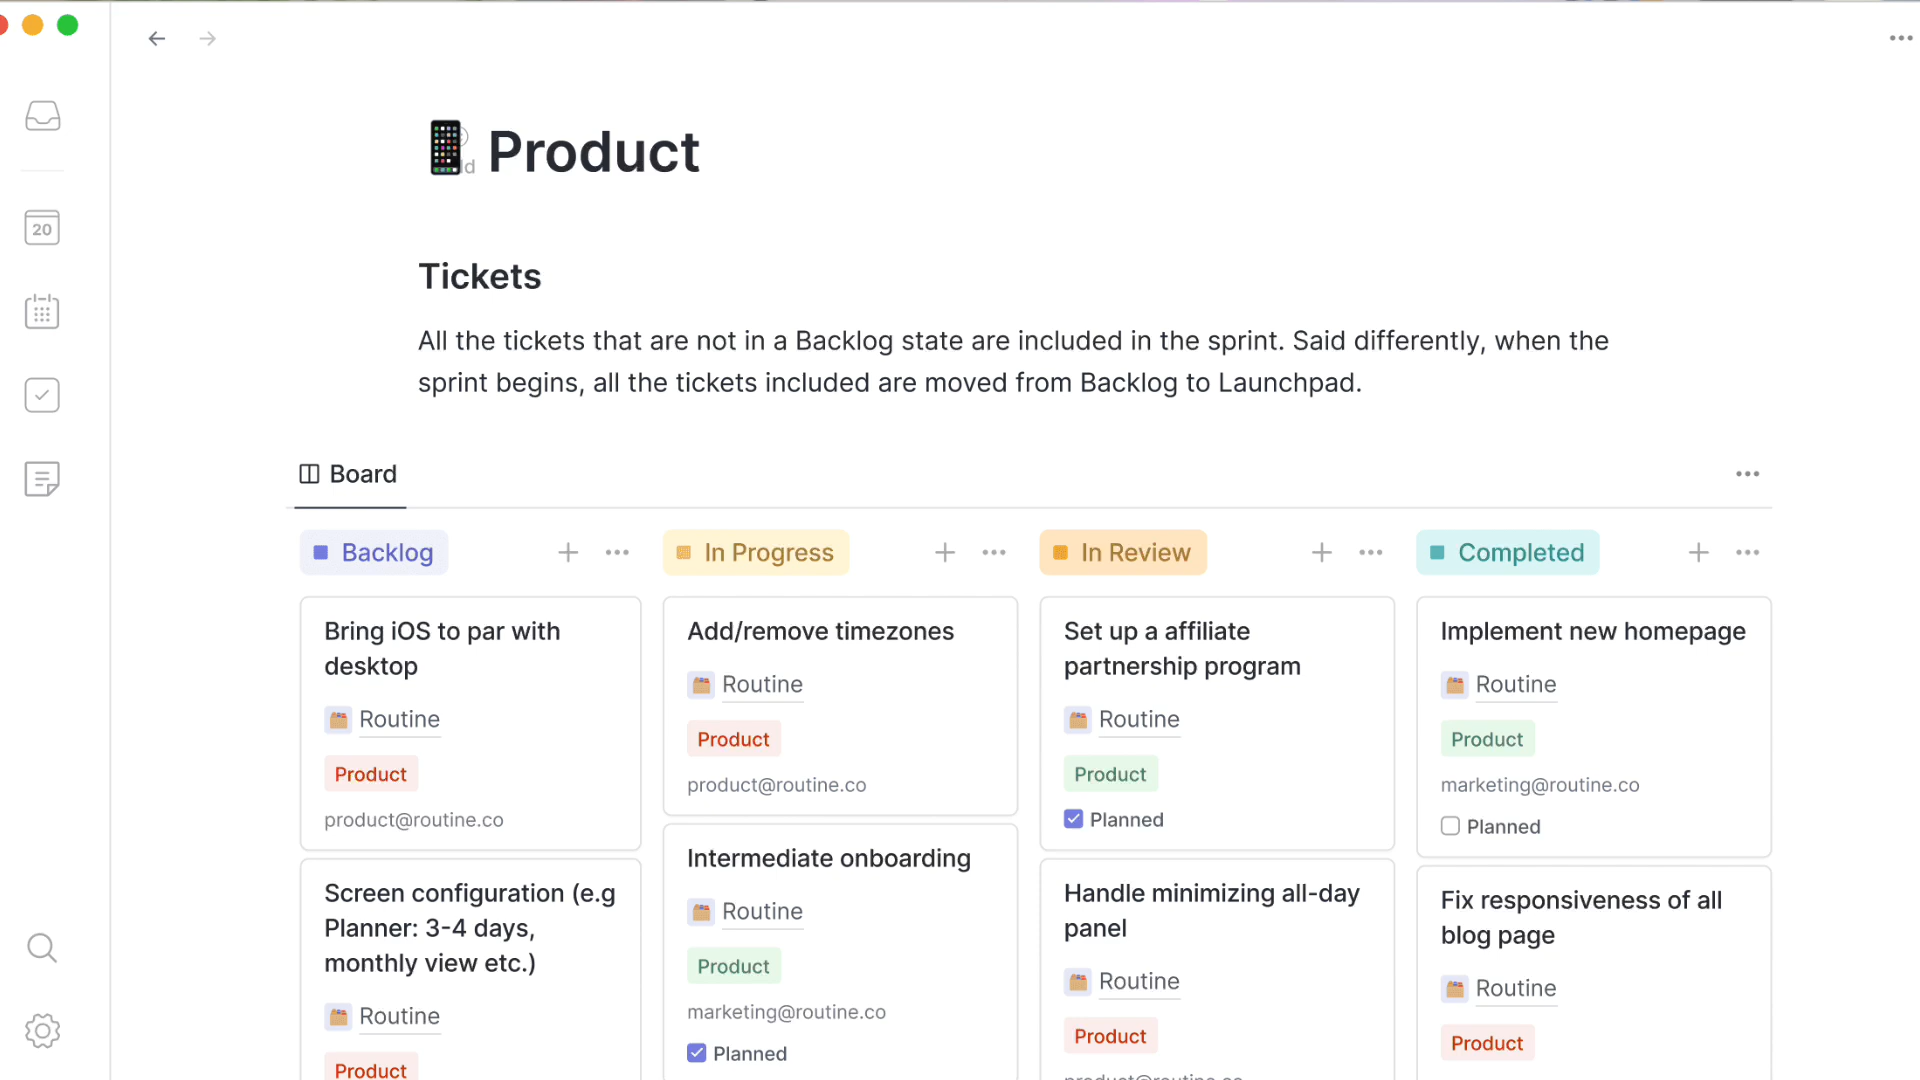 20
Product
Tickets
All the tickets that are not in a Backlog state are included in the sprint. Said differently, when the
sprint begins, all the tickets included are moved from Backlog to Launchpad.
Board
Backlog
Bring iOS to par with
desktop
Routine
Product
product@routine.co
Screen configuration (e.g
Planner: 3-4 days,
monthly view etc.)
Routine
Product
In Progress
Add/remove timezones
Routine
Product
product@routine.co
Intermediate onboarding
Routine
Product
marketing@routine.co
Planned
In Review
Set up a affiliate
partnership program
Routine
Product
Planned
Handle minimizing all-day
panel
Routine
Product
product@routine.co
Completed
Implement new homepage
Routine
Product
marketing@routine.co
Planned
Fix responsiveness of all
blog page
Routine
Product